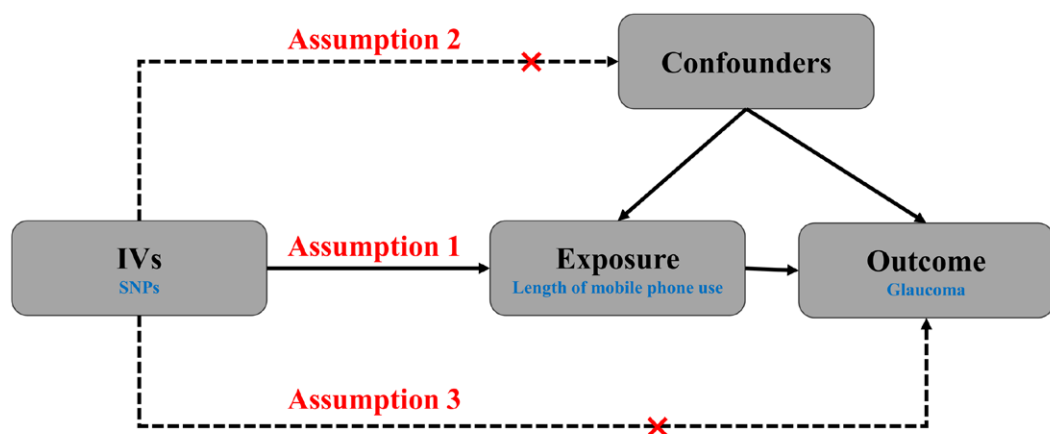 Assumption 2
Confounders
IVs
SNPs
Assumption 1
Exposure
Length of mobile phone use
Outcome
Glaucoma
Assumption 3